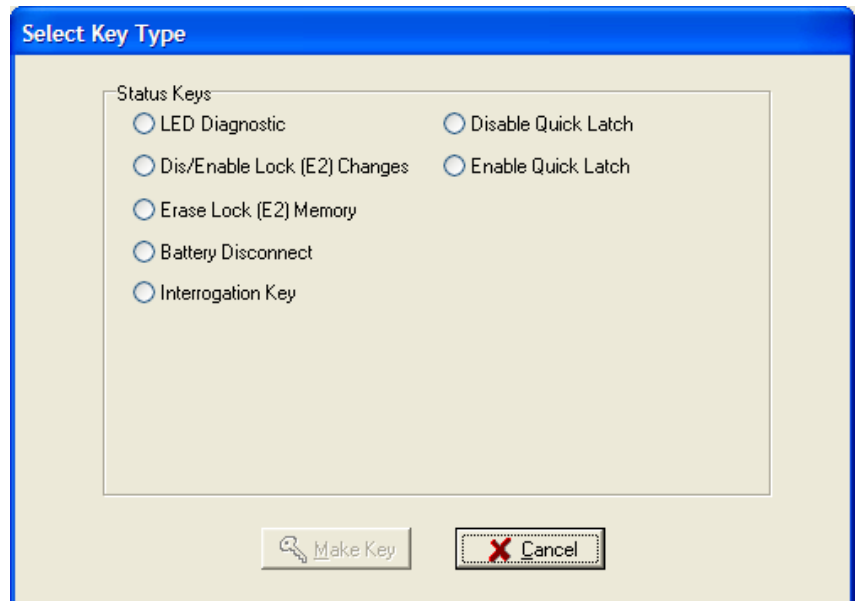 Select Key Type
Status Keys
LED Diagnostic
Disable Quick Latch
Dis/Enable Lock (E2) Changes
Enable Quick Latch
Erase Lock (E2) Memory
Battery Disconnect
Interrogation Key
Make Key
Cancel